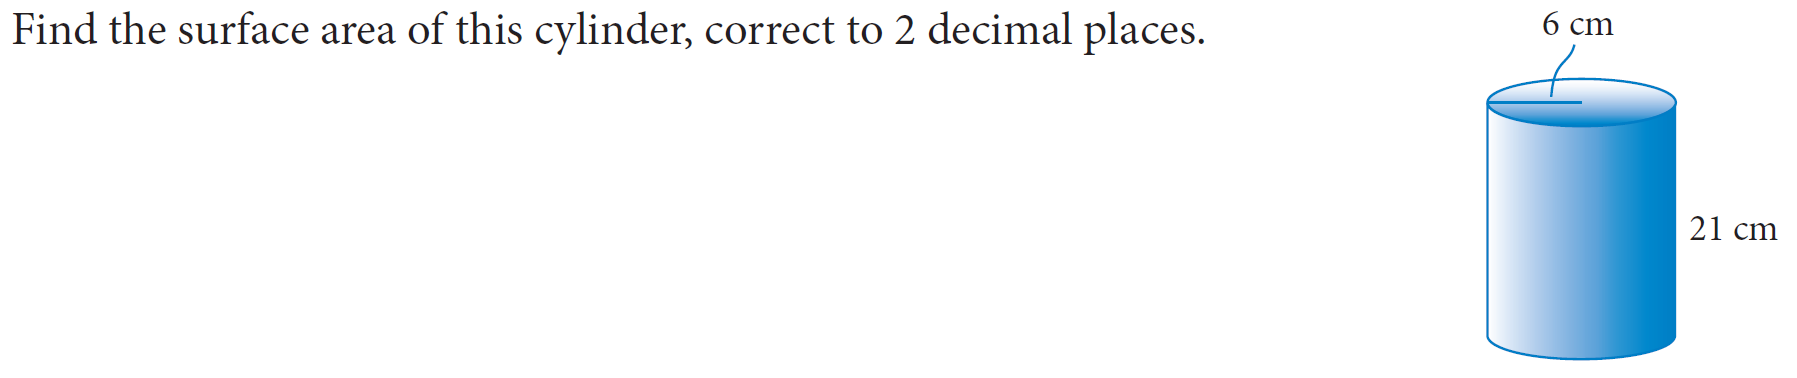 Find the surface area of this cylinder, correct to 2 decimal places.
6 cm
21 cm